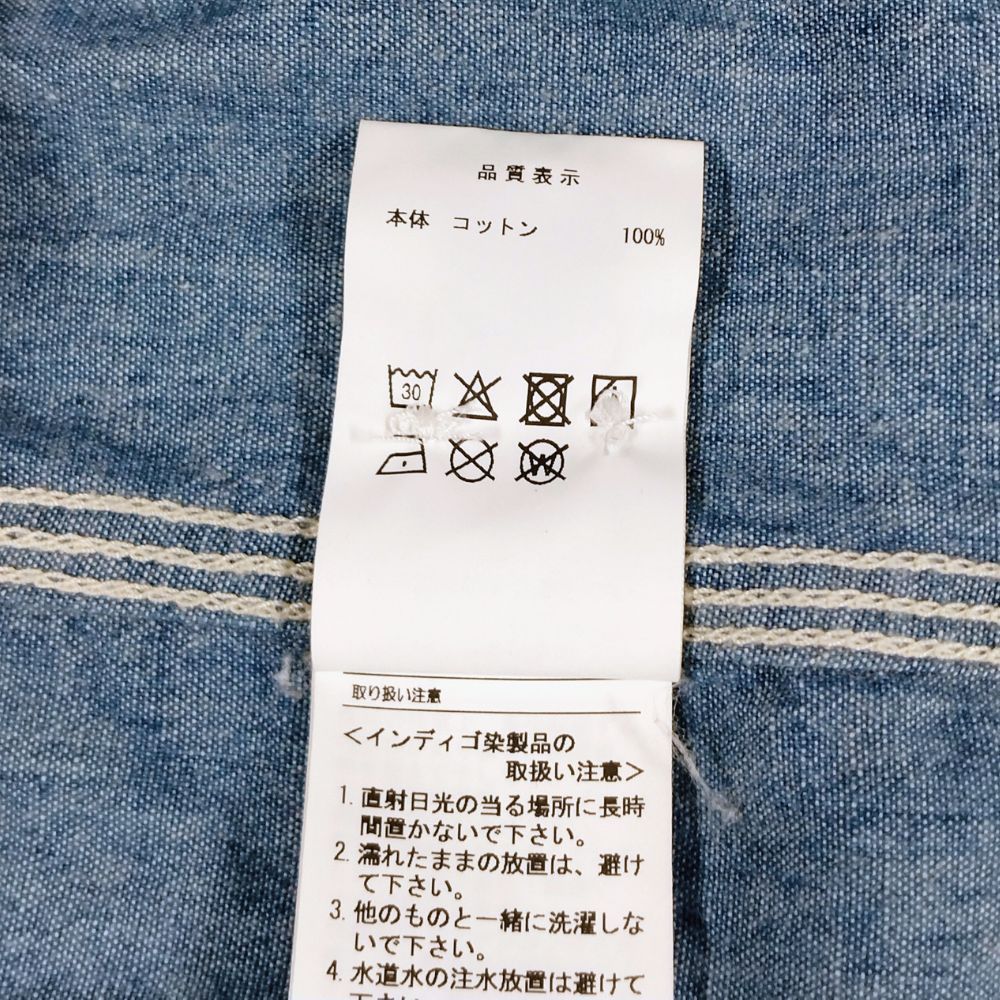 品質表示
本体 コットン 100%
30
W
取り扱い注意
＜インディゴ染製品の
取扱い注意＞
1. 直射日光の当る場所に長時
間置かないで下さい。
2. 濡れたままの放置は、避け
て下さい。
3. 他のものと一緒に洗濯しな
いで下さい。
4. 水道水の注水放置は避けて
下さい